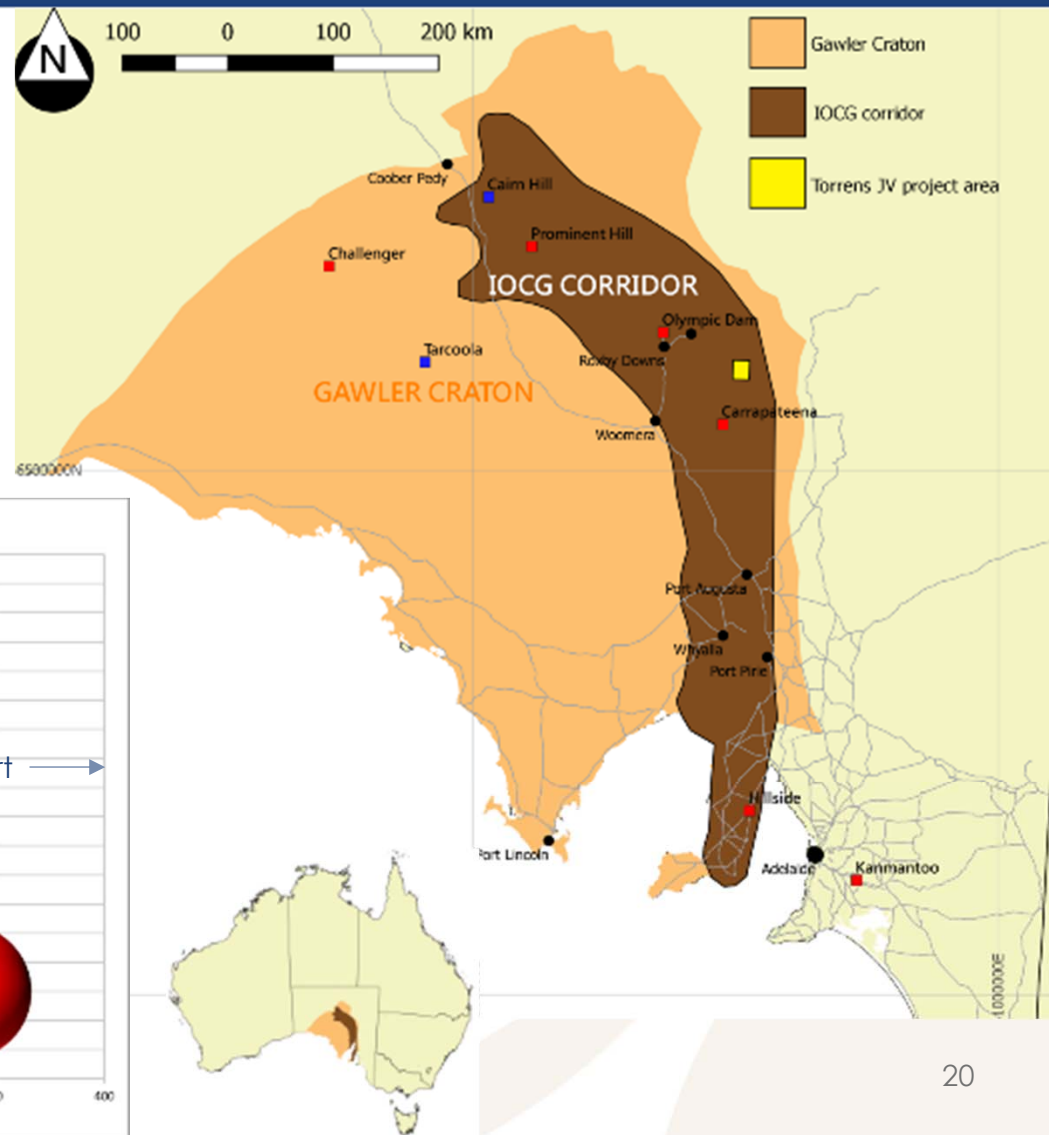 N
100 0 100 200 km
Gawler Craton
IOCG corridor
Torrens JV project area
Coober Pedy
Cairn Hill
Prominent Hill
Challenger
IOCG CORRIDOR
Olympic Dam
Tarcoola
Roxby Downs
GAWLER CRATON
Carrapateena
Woomera
6500000N
Port Augusta
Whyalla
Port Pirie
Hillside
Port Lincoln
Adelaide
Kanmantoo
400
20